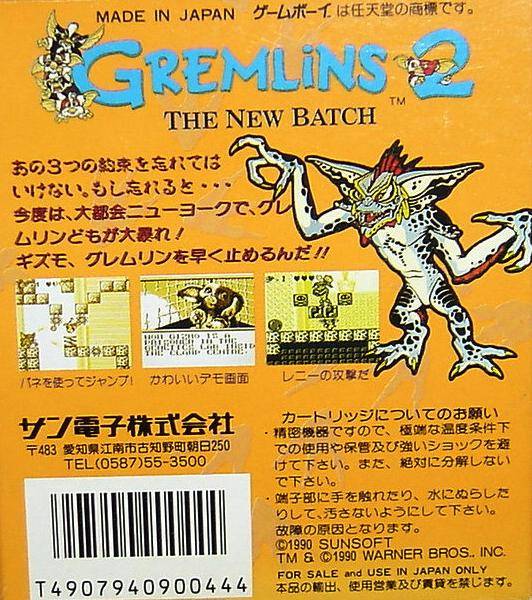 MADE IN JAPAN ゲームボーイは任天堂の商標です。
GREMLINS 2
TM
THE NEW BATCH
あの3つの約束を忘れては
いけない。もし忘れると・・・
今度は、大都会ニューヨークで、グレ
ムリンどもが大暴れ!
ギズモ、グレムリンを早く止めるんだ!!
バネを使ってジャンプ!
かわいいデモ画面
レニーの攻撃だ
サン電子株式会社
〒483 愛知県江南市古知野町朝日250
TEL(0587)55-3500
T4907940900444
カートリッジについてのお願い
・精密機器ですので、極端な温度条件下
での使用や保管及び強いショックを避
けて下さい。また、絶対に分解しない
で下さい。
・端子部に手を触れたり、水にぬらした
りして、汚さないようにして下さい。
故障の原因となります。
©1990 SUNSOFT
TM & ©1990 WARNER BROS., INC.
FOR SALE and USE IN JAPAN ONLY
本品の輸出、使用営業及び賃貸を禁じます。